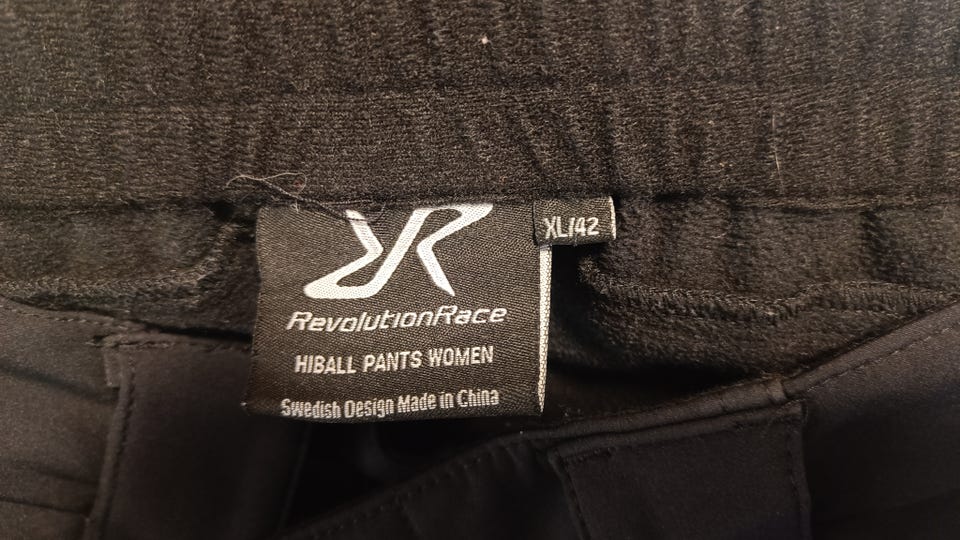 XL/42
RevolutionRace
HIBALL PANTS WOMEN
Swedish Design Made in China